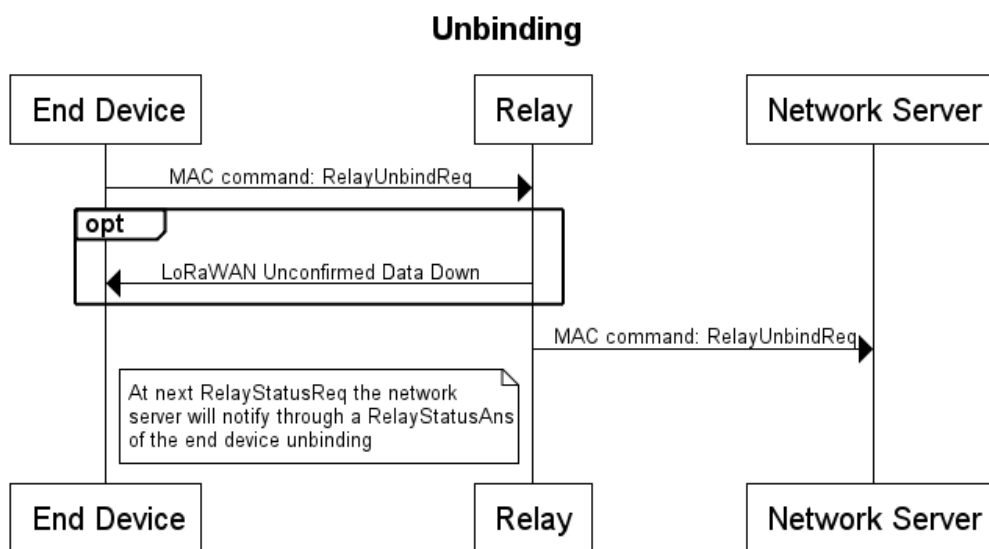 Unbinding
End Device
Relay
Network Server
MAC command: RelayUnbindReq
opt
LoRaWAN Unconfirmed Data Down
MAC command: RelayUnbindReq
At next RelayStatusReq the network
server will notify through a RelayStatusAns
of the end device unbinding
End Device
Relay
Network Server